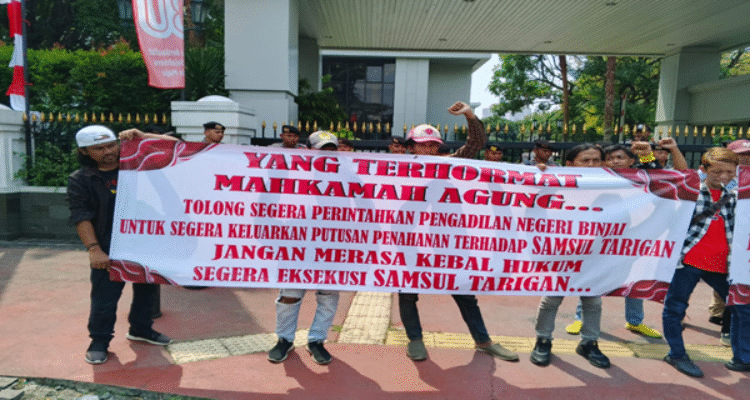 YANG TERHORMAT
MAHKAMAH AGUNG...
TOLONG SEGERA PERINTAHKAN PENGADILAN NEGERI BINJAI
UNTUK SEGERA KELUARKAN PUTUSAN PENAHANAN TERHADAP SAMSUL TARIGAN
JANGAN MERASA KEBAL HUKUM
SEGERA EKSEKUSI SAMSUL TARIGAN...